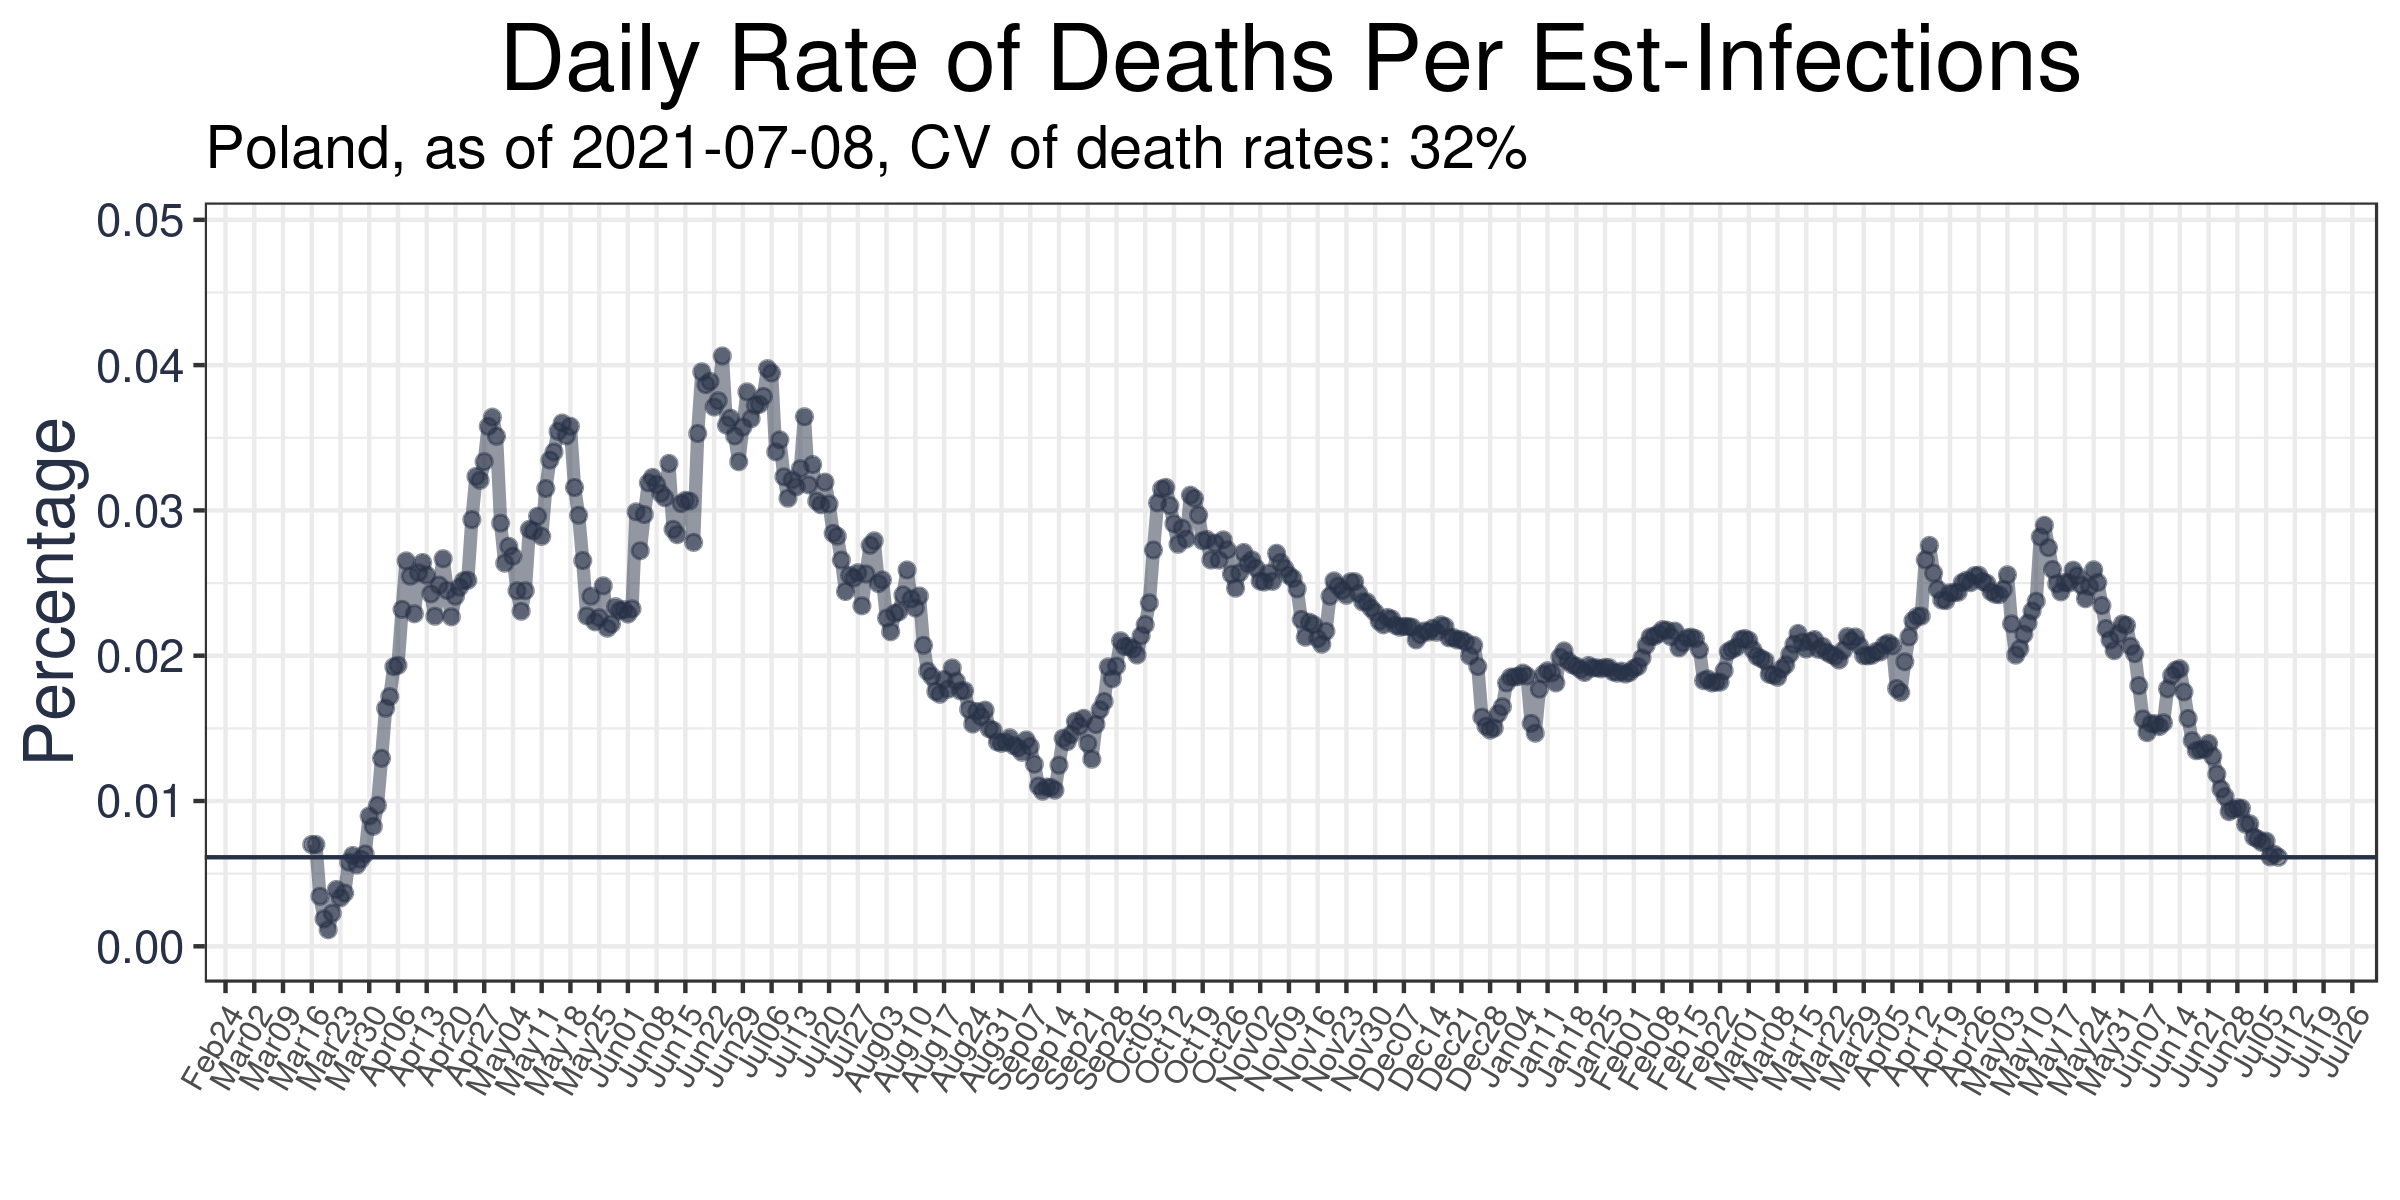 Daily Rate of Deaths Per Est-Infections
Poland, as of 2021-07-08, CV of death rates: 32%
Percentage
0.05
0.04
0.03
0.02
0.01
0.00
Feb24
Mar02
Mar09
Mar16
Mar23
Mar30
Apr06
Apr13
Apr20
Apr27
May04
May11
May18
May25
Jun01
Jun08
Jun15
Jun22
Jun29
Jul06
Jul13
Jul20
Jul27
Aug03
Aug10
Aug17
Aug24
Aug31
Sep07
Sep14
Sep21
Sep28
Oct05
Oct12
Oct19
Oct26
Nov02
Nov09
Nov16
Nov23
Nov30
Dec07
Dec14
Dec21
Dec28
Jan04
Jan11
Jan18
Jan25
Feb01
Feb08
Feb15
Feb22
Mar01
Mar08
Mar15
Mar22
Mar29
Apr05
Apr12
Apr19
Apr26
May03
May10
May17
May24
May31
Jun07
Jun14
Jun21
Jun28
Jul05
Jul12
Jul19
Jul26